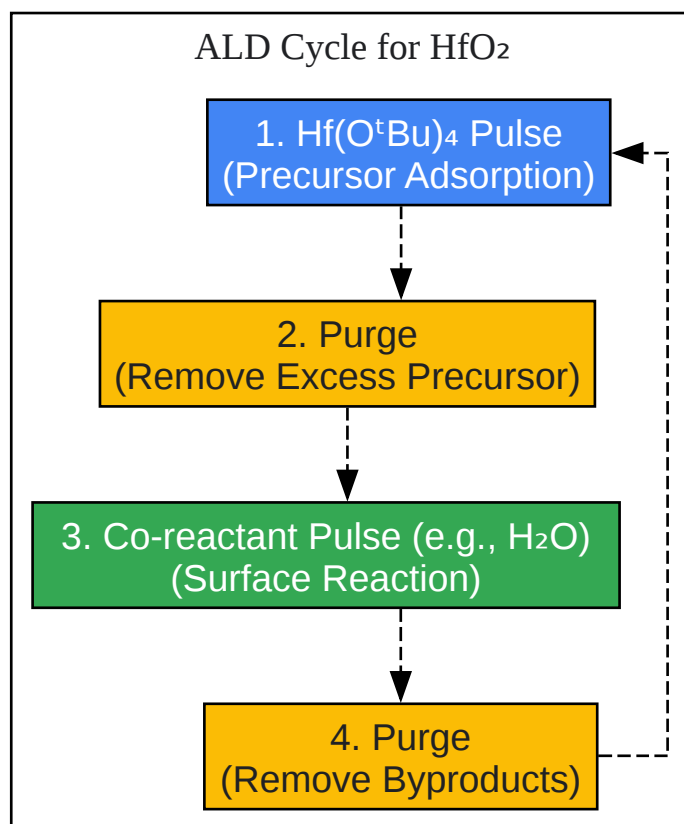 ALD Cycle for HfO₂
1. Hf(OᵗBu)₄ Pulse
(Precursor Adsorption)
2. Purge
(Remove Excess Precursor)
3. Co-reactant Pulse (e.g., H₂O)
(Surface Reaction)
4. Purge
(Remove Byproducts)